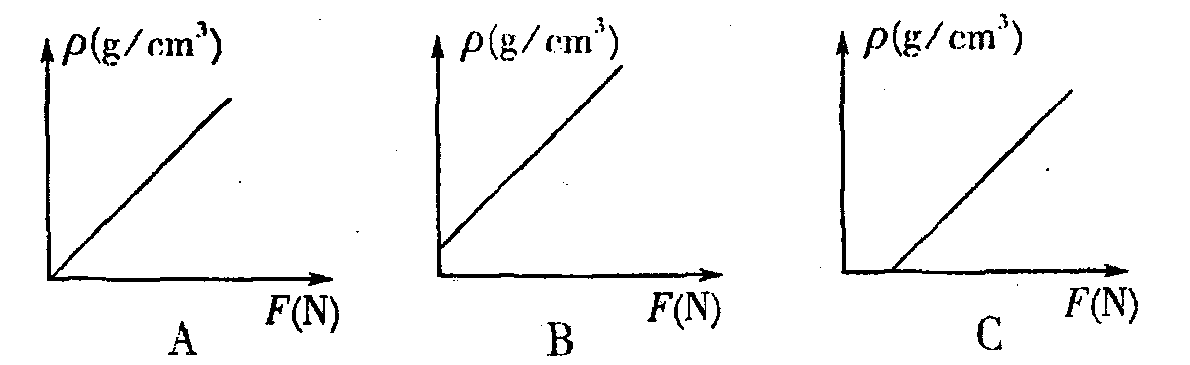 ρ(g/cm³) ρ(g/cm³) ρ(g/cm³)
F(N) F(N) F(N)
A B C